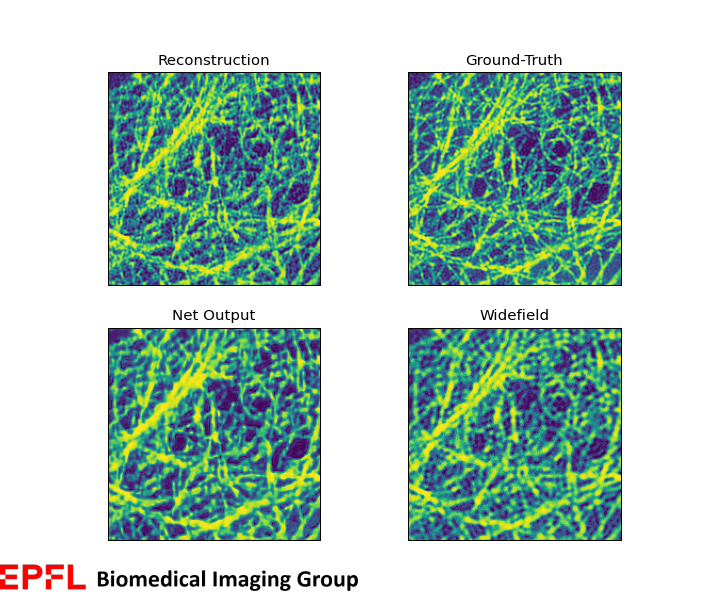 Reconstruction
Ground-Truth
Net Output
Widefield
EPFL Biomedical Imaging Group